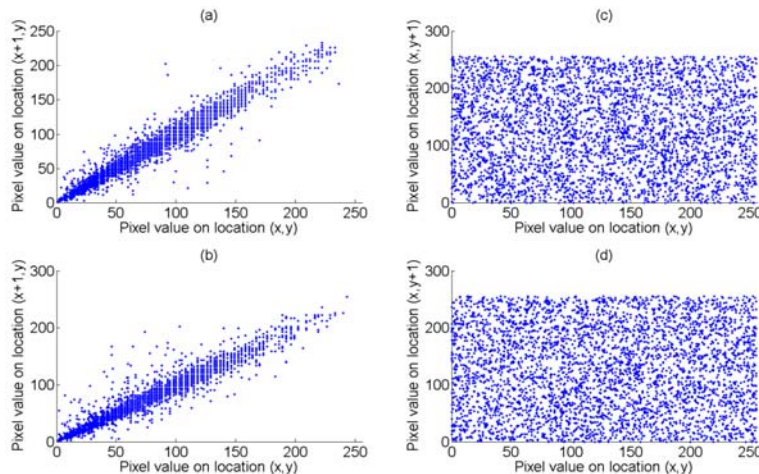 (a)
Pixel value on location (x+1,y)
250
200
150
100
50
0
0 50 100 150 200 250
Pixel value on location (x,y)
(c)
Pixel value on location (x,y+1)
300
200
100
0
0 50 100 150 200 250
Pixel value on location (x,y)
(b)
Pixel value on location (x+1,y)
300
200
100
0
0 50 100 150 200 250
Pixel value on location (x,y)
(d)
Pixel value on location (x,y+1)
300
200
100
0
0 50 100 150 200 250
Pixel value on location (x,y)